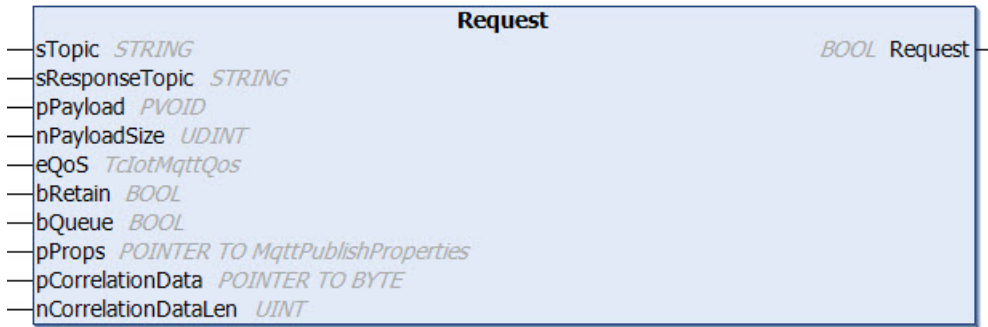 Request
sTopic STRING BOOL Request
sResponseTopic STRING
pPayload PVOID
nPayloadSize UDINT
eQoS TcIotMqttQos
bRetain BOOL
bQueue BOOL
pProps POINTER TO MqttPublishProperties
pCorrelationData POINTER TO BYTE
nCorrelationDataLen UINT